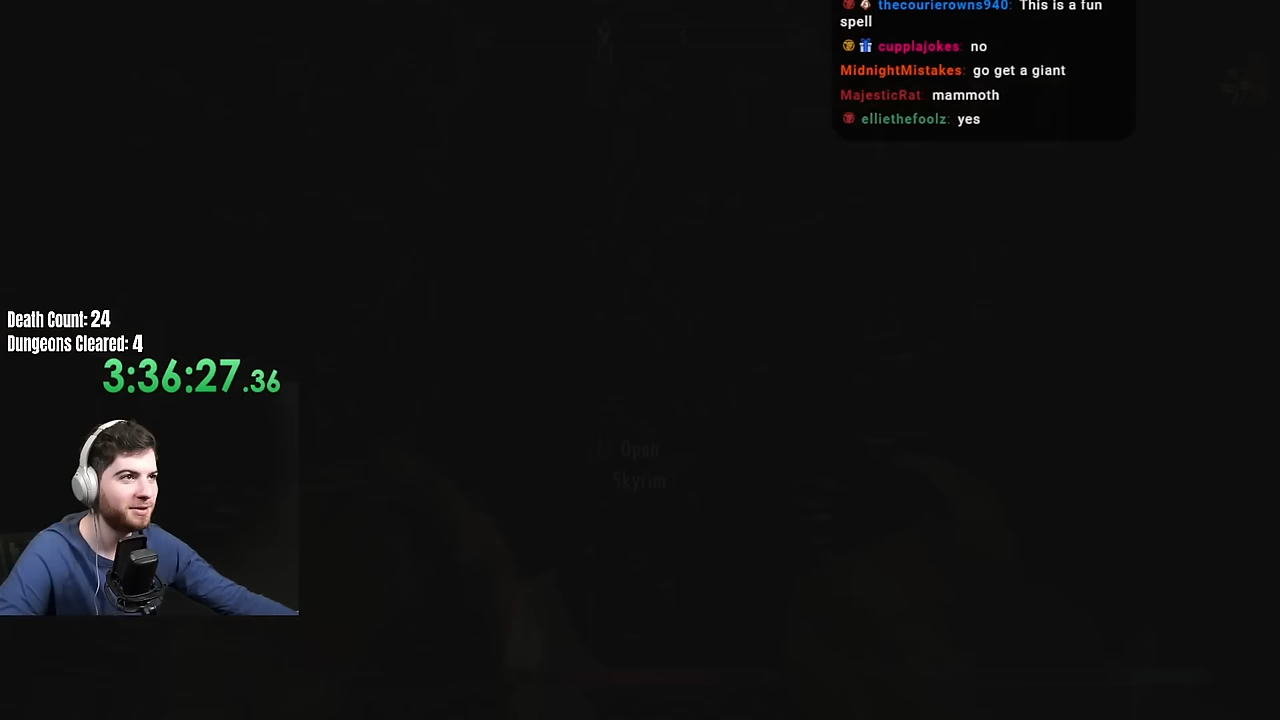 thecourierowns940: This is a fun
spell
cupplajokes: no
MidnightMistakes: go get a giant
MajesticRat: mammoth
elliethefoolz: yes
Death Count: 24
Dungeons Cleared: 4
3:36:27.36
Open
Skyrim